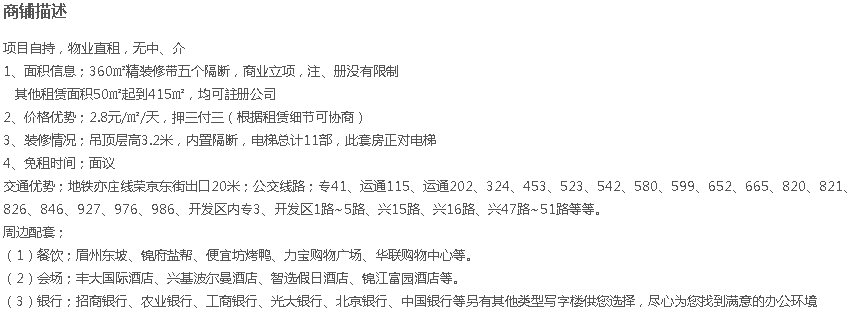 商铺描述
项目自持，物业直租，无中、介
1、面积信息；360㎡精装修带五个隔断，商业立项，注、册没有限制
其他租赁面积50㎡起到415㎡，均可註册公司
2、价格优势；2.8元/㎡/天，押三付三（根据租赁细节可协商）
3、装修情况；吊顶层高3.2米，内置隔断，电梯总计11部，此套房正对电梯
4、免租时间；面议
交通优势；地铁亦庄线荣京东街出口20米；公交线路；专41、运通115、运通202、324、453、523、542、580、599、652、665、820、821、
826、846、927、976、986、开发区内专3、开发区1路~5路、兴15路、兴16路、兴47路~51路等等。
周边配套；
（1）餐饮；眉州东坡、锦府盐帮、便宜坊烤鸭、力宝购物广场、华联购物中心等。
（2）会场；丰大国际酒店、兴基波尔曼酒店、智选假日酒店、锦江富园酒店等。
（3）银行；招商银行、农业银行、工商银行、光大银行、北京银行、中国银行等另有其他类型写字楼供您选择，尽心为您找到满意的办公环境